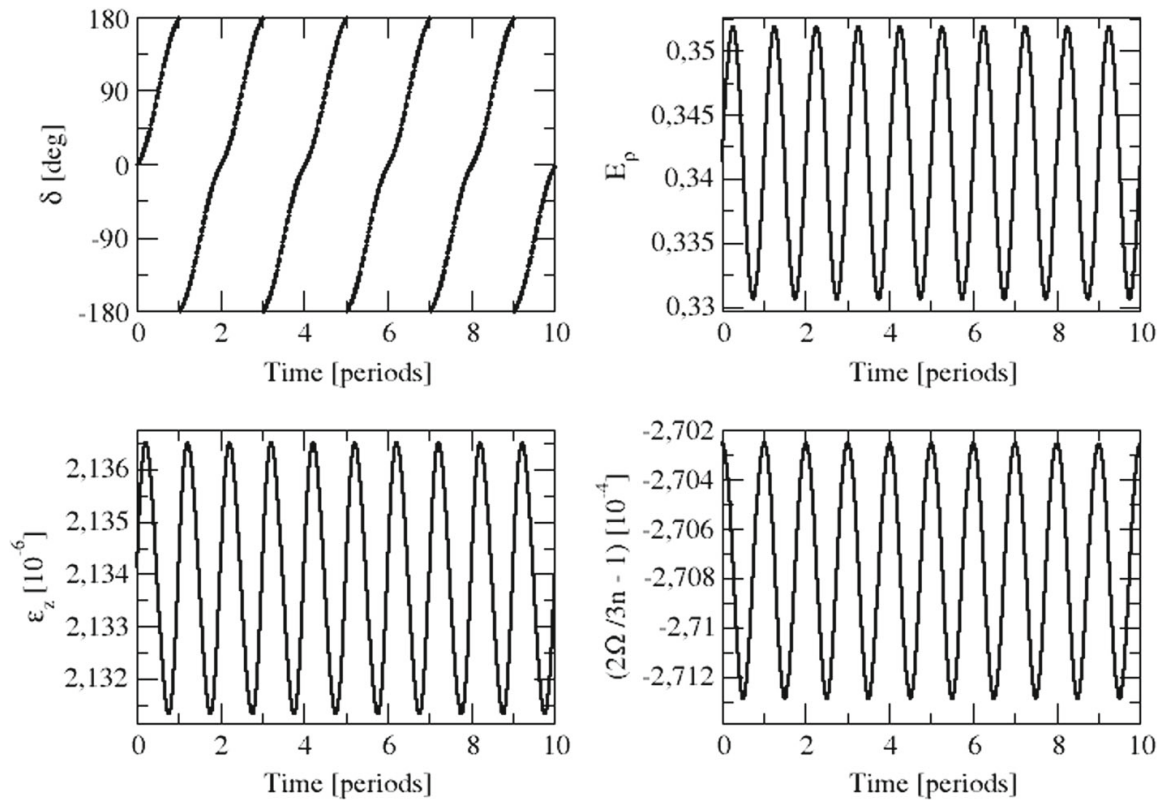 180
90
0
-90
-180
δ [deg]
0 2 4 6 8 10
Time [periods]
0,35
0,345
0,34
0,335
0,33
E_ρ
0 2 4 6 8 10
Time [periods]
2,136
2,135
2,134
2,133
2,132
ε_z [10^-6]
0 2 4 6 8 10
Time [periods]
-2,702
-2,704
-2,706
-2,708
-2,71
-2,712
(2Ω/3n - 1) [10^-4]
0 2 4 6 8 10
Time [periods]